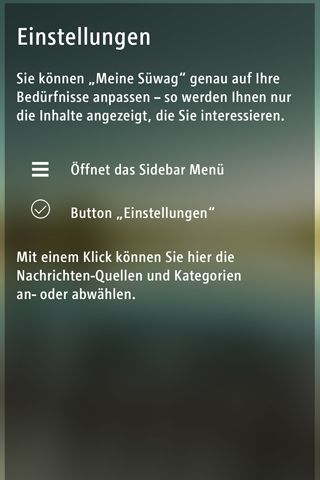 Einstellungen
Sie können „Meine Süwag“ genau auf Ihre
Bedürfnisse anpassen – so werden Ihnen nur
die Inhalte angezeigt, die Sie interessieren.
Öffnet das Sidebar Menü
Button „Einstellungen“
Mit einem Klick können Sie hier die
Nachrichten-Quellen und Kategorien
an- oder abwählen.